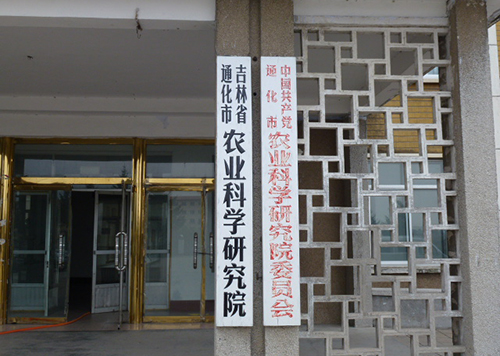 吉林省
通化市
农业科学研究院
中国共产党
通化市
农业科学研究院委员会